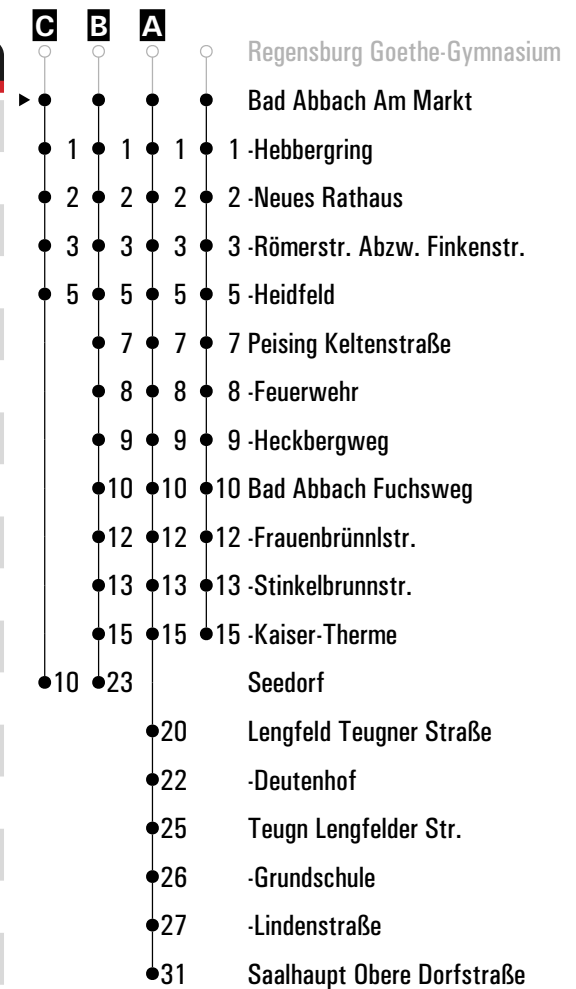 C B A
Regensburg Goethe-Gymnasium
Bad Abbach Am Markt
1 1 1 1 -Hebbergring
2 2 2 2 -Neues Rathaus
3 3 3 3 -Römerstr. Abzw. Finkenstr.
5 5 5 5 -Heidfeld
7 7 7 Peising Keltenstraße
8 8 8 -Feuerwehr
9 9 9 -Heckbergweg
10 10 10 Bad Abbach Fuchsweg
12 12 12 -Frauenbrünnlstr.
13 13 13 -Stinkelbrunnstr.
15 15 15 -Kaiser-Therme
10 23 Seedorf
20 Lengfeld Teugner Straße
22 -Deutenhof
25 Teugn Lengfelder Str.
26 -Grundschule
27 -Lindenstraße
31 Saalhaupt Obere Dorfstraße